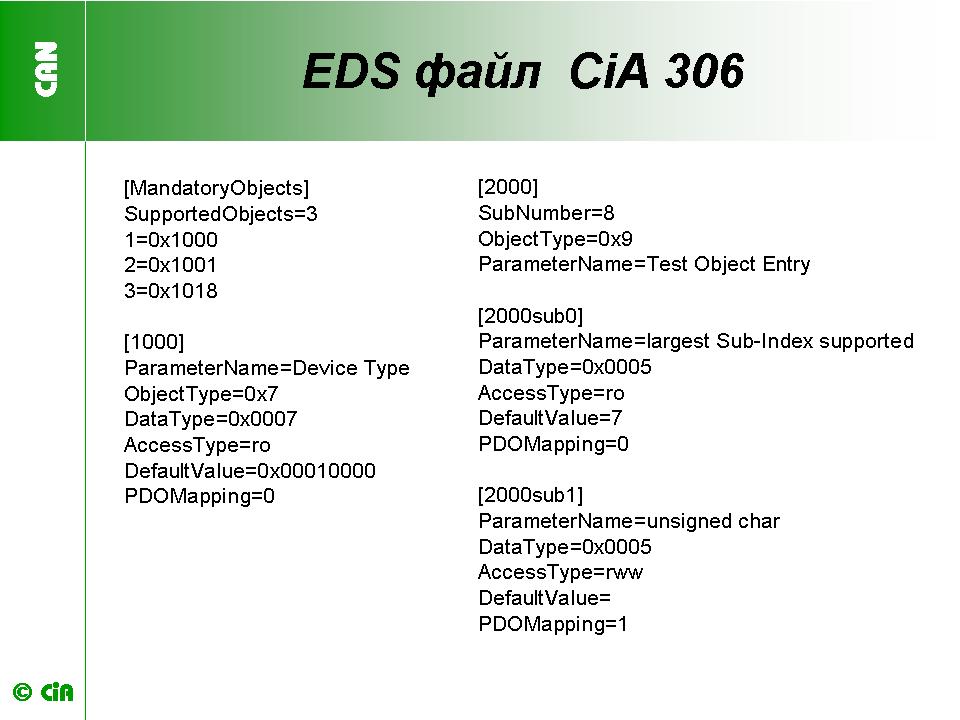 CAN
EDS файл CiA 306
[MandatoryObjects]
SupportedObjects=3
1=0x1000
2=0x1001
3=0x1018
[1000]
ParameterName=Device Type
ObjectType=0x7
DataType=0x0007
AccessType=ro
DefaultValue=0x00010000
PDOMapping=0
[2000]
SubNumber=8
ObjectType=0x9
ParameterName=Test Object Entry
[2000sub0]
ParameterName=largest Sub-Index supported
DataType=0x0005
AccessType=ro
DefaultValue=7
PDOMapping=0
[2000sub1]
ParameterName=unsigned char
DataType=0x0005
AccessType=rww
DefaultValue=
PDOMapping=1
© CiA